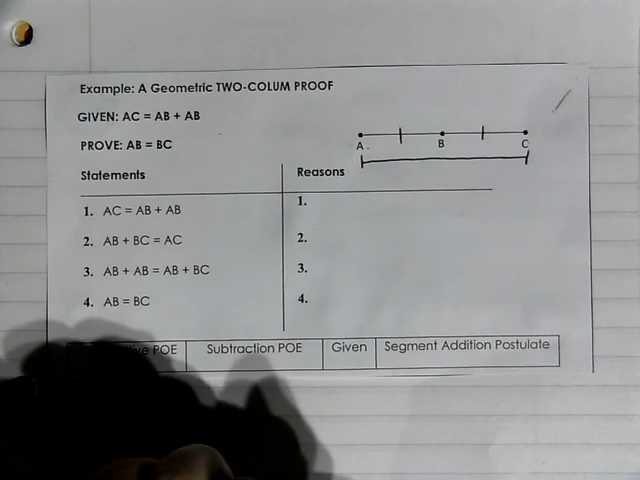 Example: A Geometric TWO-COLUM PROOF
GIVEN: AC = AB + AB
PROVE: AB = BC
A B C
Statements Reasons
1. AC = AB + AB 1.
2. AB + BC = AC 2.
3. AB + AB = AB + BC 3.
4. AB = BC 4.
POE Subtraction POE Given Segment Addition Postulate